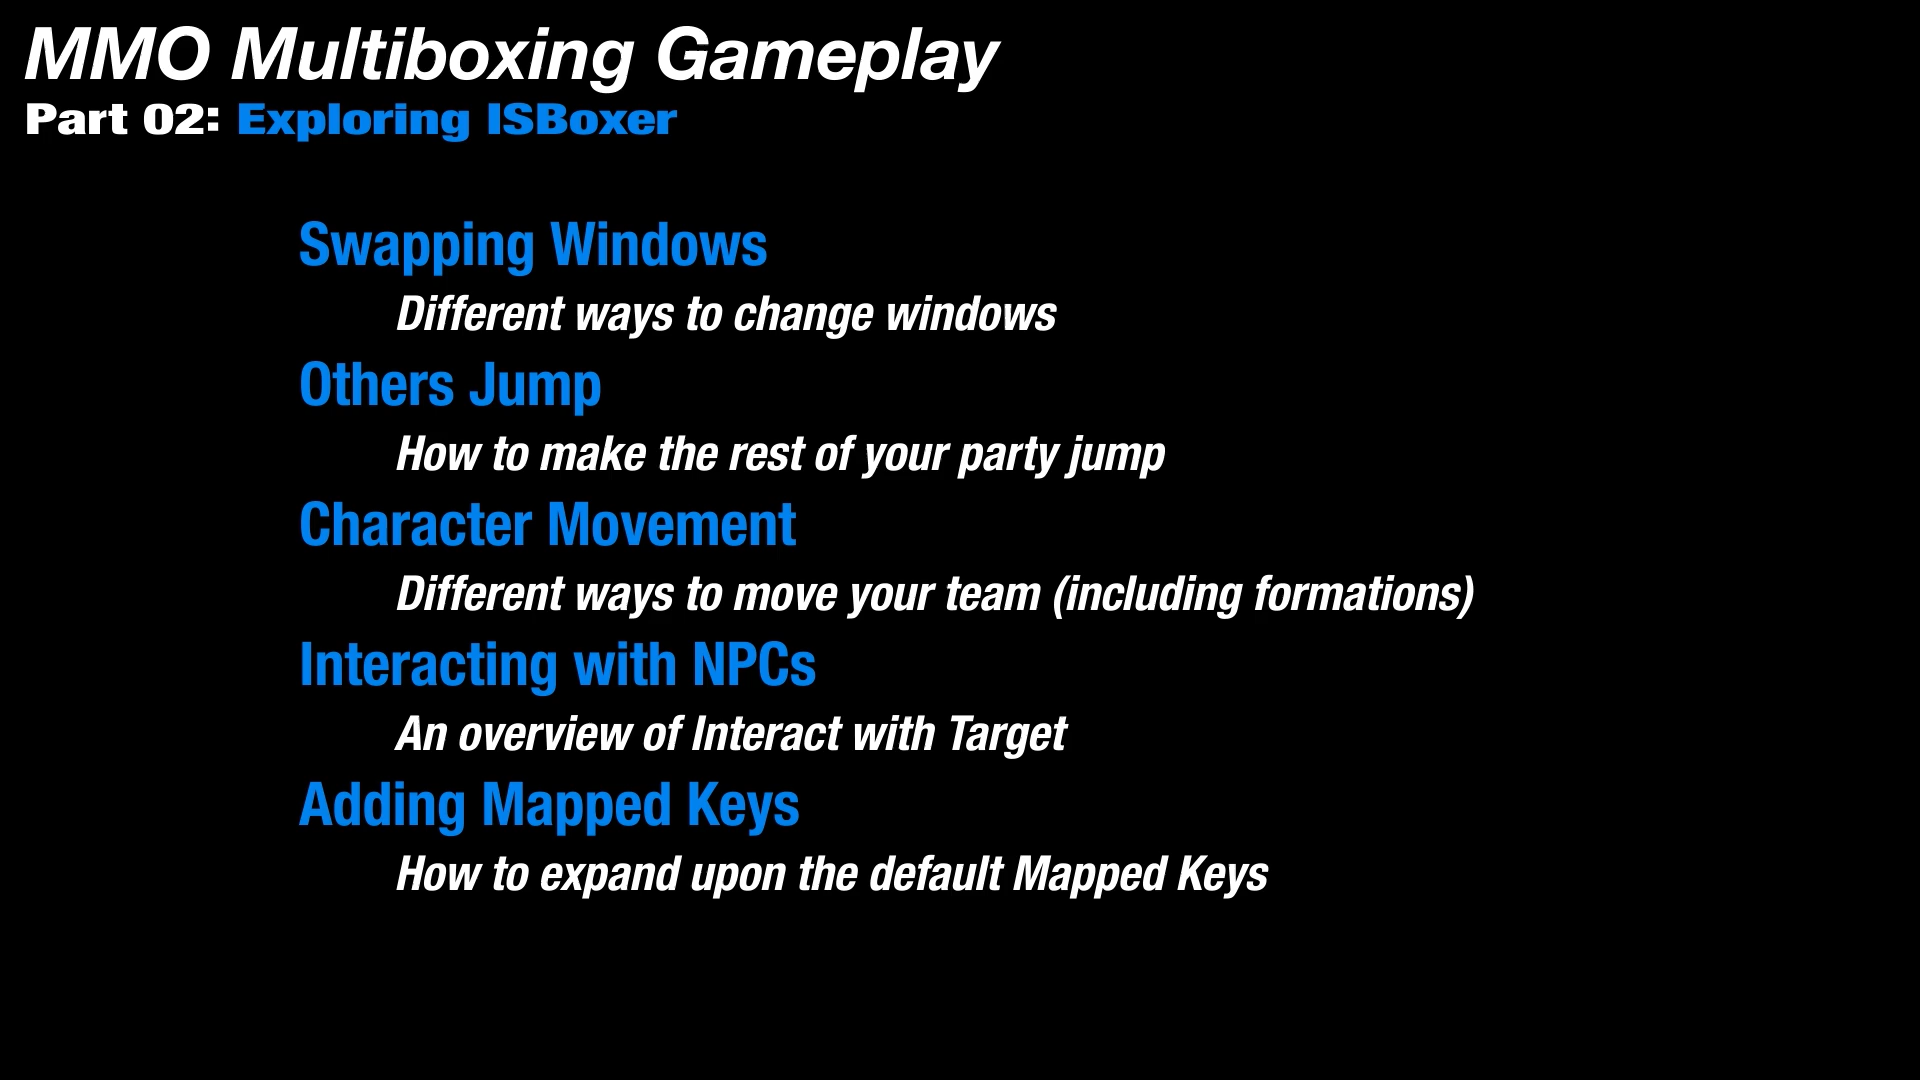 MMO Multiboxing Gameplay
Part 02: Exploring ISBoxer
Swapping Windows
Different ways to change windows
Others Jump
How to make the rest of your party jump
Character Movement
Different ways to move your team (including formations)
Interacting with NPCs
An overview of Interact with Target
Adding Mapped Keys
How to expand upon the default Mapped Keys